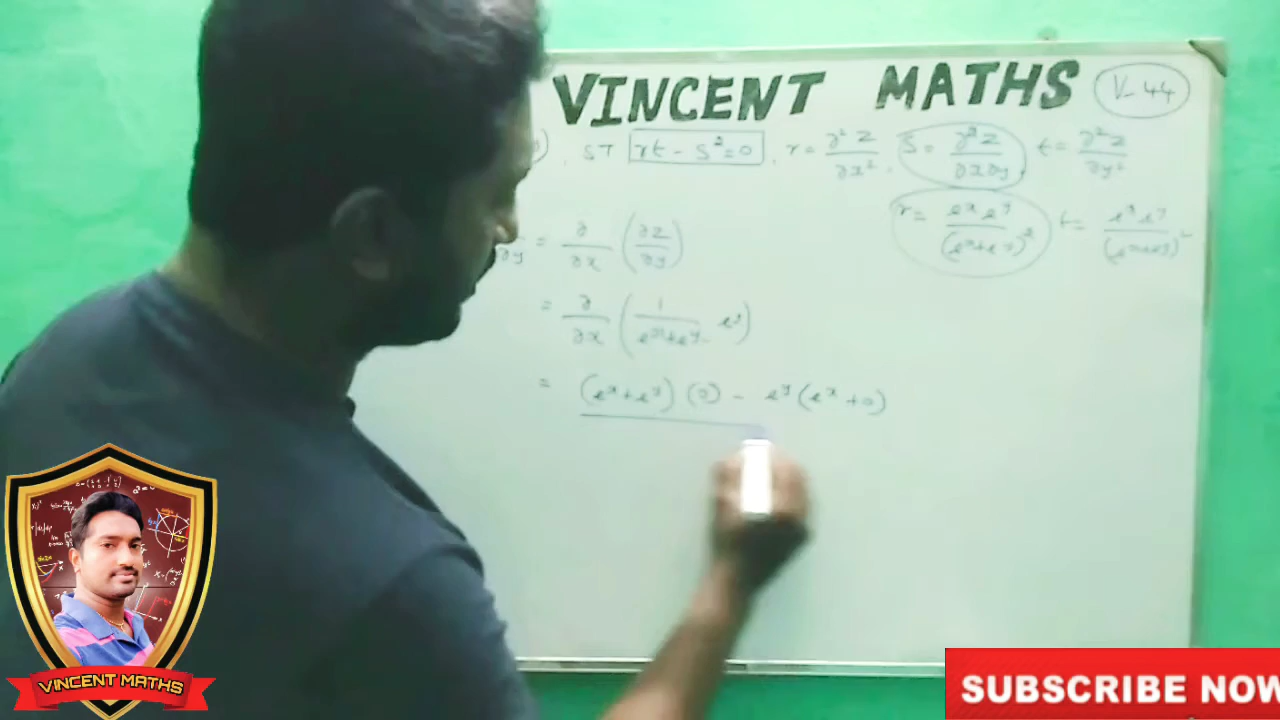 VINCENT MATHS V-44
) , ST rt - s² = 0 , r = ∂²z/∂x² , s = ∂²z/∂x∂y , t = ∂²z/∂y²
r = eˣeʸ/(eˣ+eʸ)² t = eˣeʸ/(eˣ+eʸ)²
∂y = ∂/∂x (∂z/∂y)
= ∂/∂x (1/(eˣ+eʸ) · eʸ)
= (eˣ+eʸ)(0) - eʸ(eˣ+0)
VINCENT MATHS
SUBSCRIBE NOW